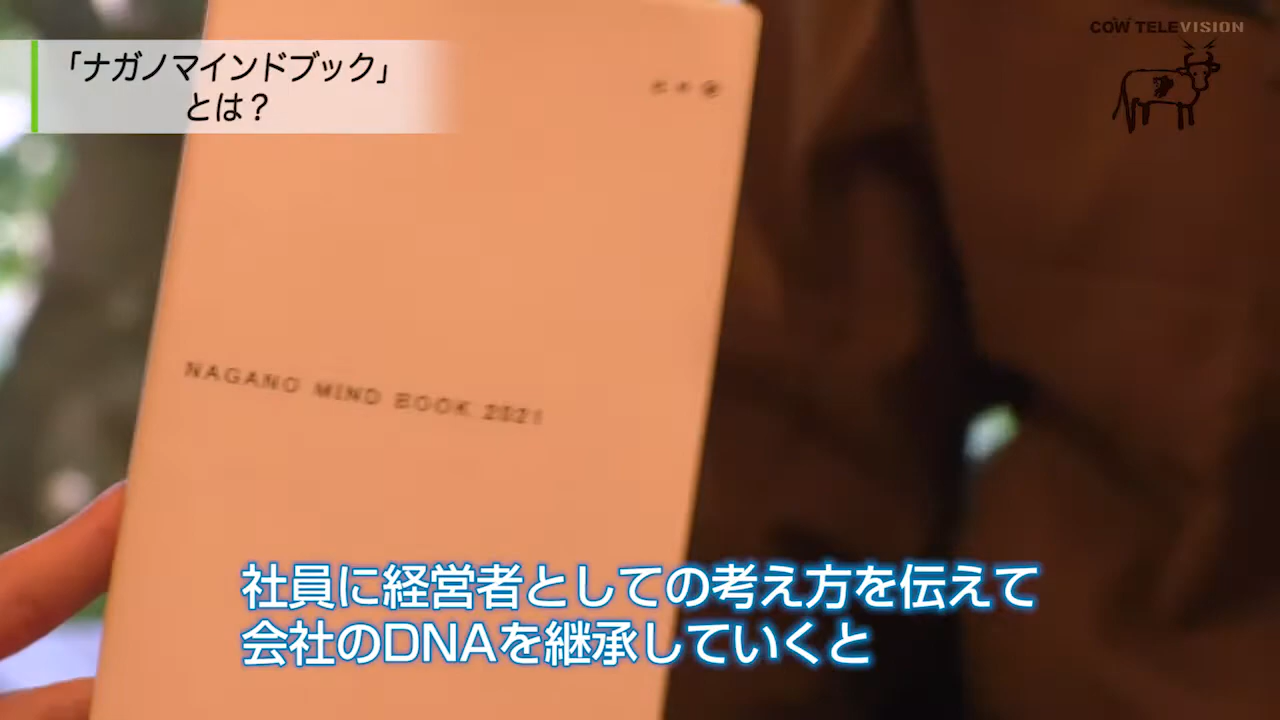 「ナガノマインドブック」
とは？
COW TELEVISION
NAGANO MIND BOOK 2021
社員に経営者としての考え方を伝えて
会社のDNAを継承していくと